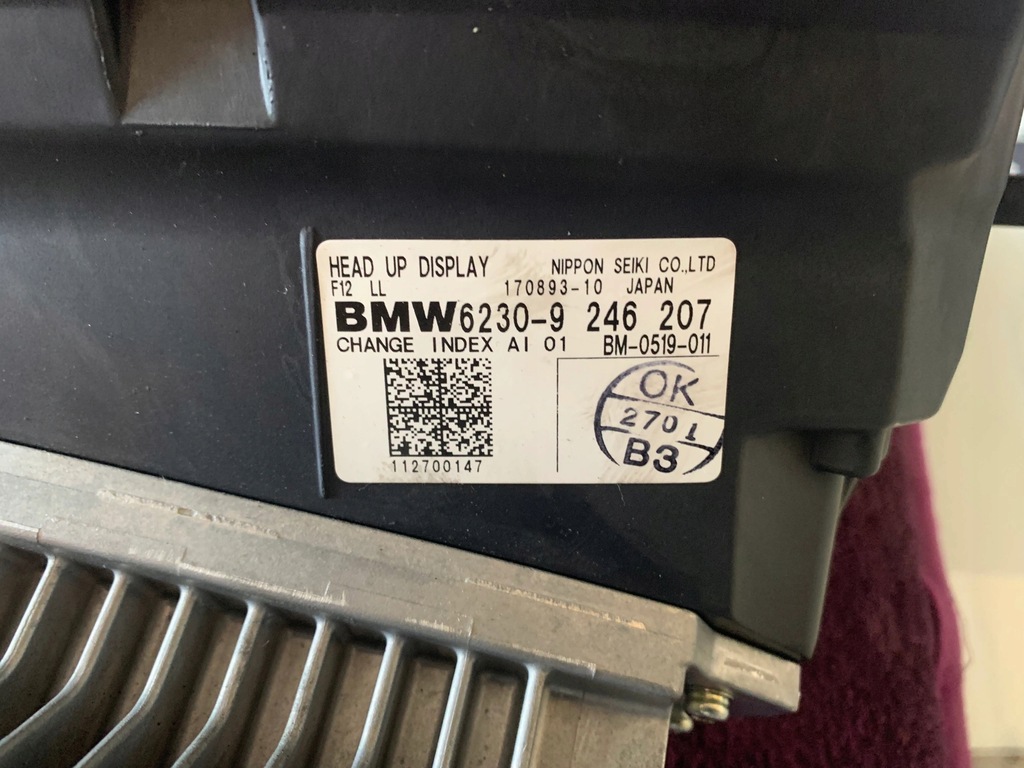 HEAD UP DISPLAY NIPPON SEIKI CO.,LTD
F12 LL 170893-10 JAPAN
BMW 6230-9 246 207
CHANGE INDEX AI 01 BM-0519-011
OK
2701
B3
112700147